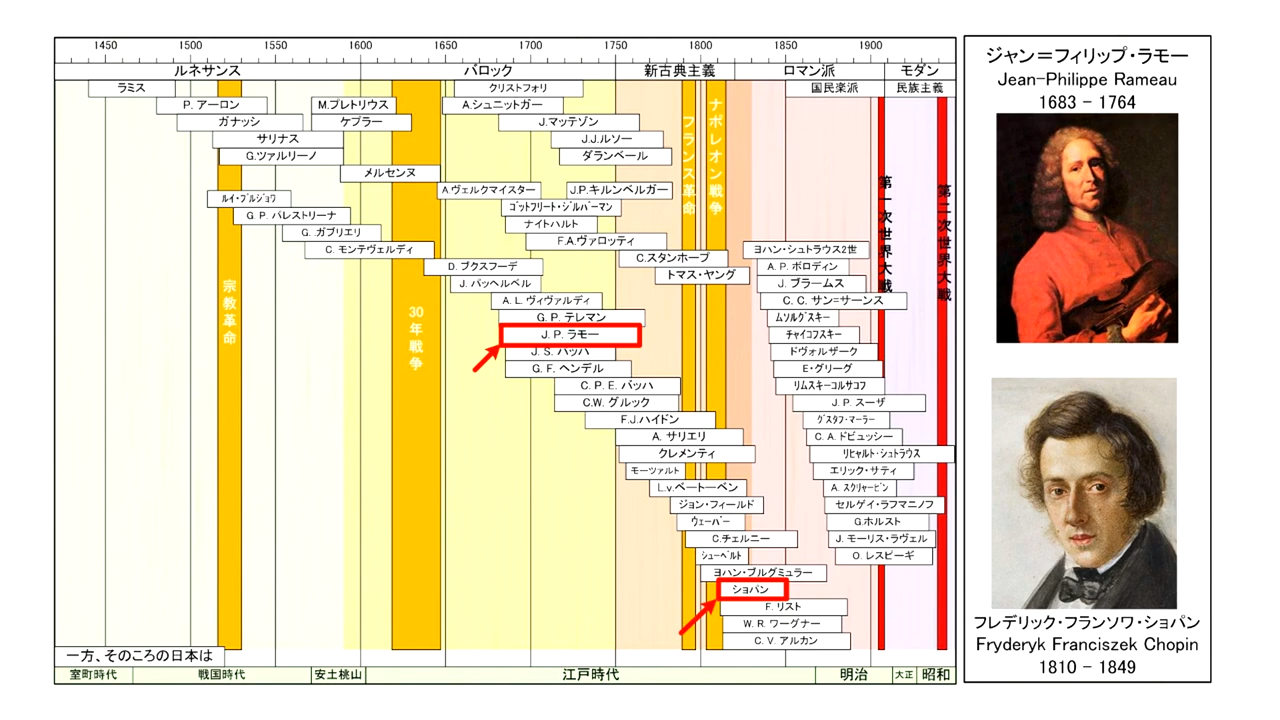 1450 1500 1550 1600 1650 1700 1750 1800 1850 1900
ルネサンス バロック 新古典主義 ロマン派 モダン
ラミス クリストフォリ 国民楽派 民族主義
P. アーロン M.プレトリウス A.シュニットガー
ガナッシ ケプラー J.マッテゾン
サリナス J.J.ルソー
G.ツァルリーノ ダランベール
メルセンヌ
A.ヴェルクマイスター J.P.キルンベルガー
ルイ・ブルジョワ ゴットフリート・ジルバーマン
G. P. パレストリーナ ナイトハルト
G. ガブリエリ F.A.ヴァロッティ
C. モンテヴェルディ C.スタンホープ ヨハン・シュトラウス2世
D. ブクスフーデ トマス・ヤング A. P. ボロディン
J. パッヘルベル J. ブラームス
A. L. ヴィヴァルディ C. C. サン=サーンス
G. P. テレマン ムソルグスキー
J. P. ラモー チャイコフスキー
J. S. バッハ ドヴォルザーク
G. F. ヘンデル E・グリーグ
C. P. E. バッハ リムスキーコルサコフ
C.W. グルック J. P. スーザ
F.J.ハイドン グスタフ・マーラー
A. サリエリ C. A. ドビュッシー
クレメンティ リヒャルト・シュトラウス
モーツァルト エリック・サティ
L.v.ベートーベン A. スクリャービン
ジョン・フィールド セルゲイ・ラフマニノフ
ウェーバー G.ホルスト
C.チェルニー J. モーリス・ラヴェル
シューベルト O. レスピーギ
ヨハン・ブルグミュラー
ショパン
F. リスト
W. R. ワーグナー
C. V. アルカン
宗教革命
30年戦争
フランス革命
ナポレオン戦争
第一次世界大戦
第二次世界大戦
一方、そのころの日本は
室町時代 戦国時代 安土桃山 江戸時代 明治 大正 昭和
ジャン＝フィリップ・ラモー
Jean-Philippe Rameau
1683 - 1764
フレデリック・フランソワ・ショパン
Fryderyk Franciszek Chopin
1810 - 1849